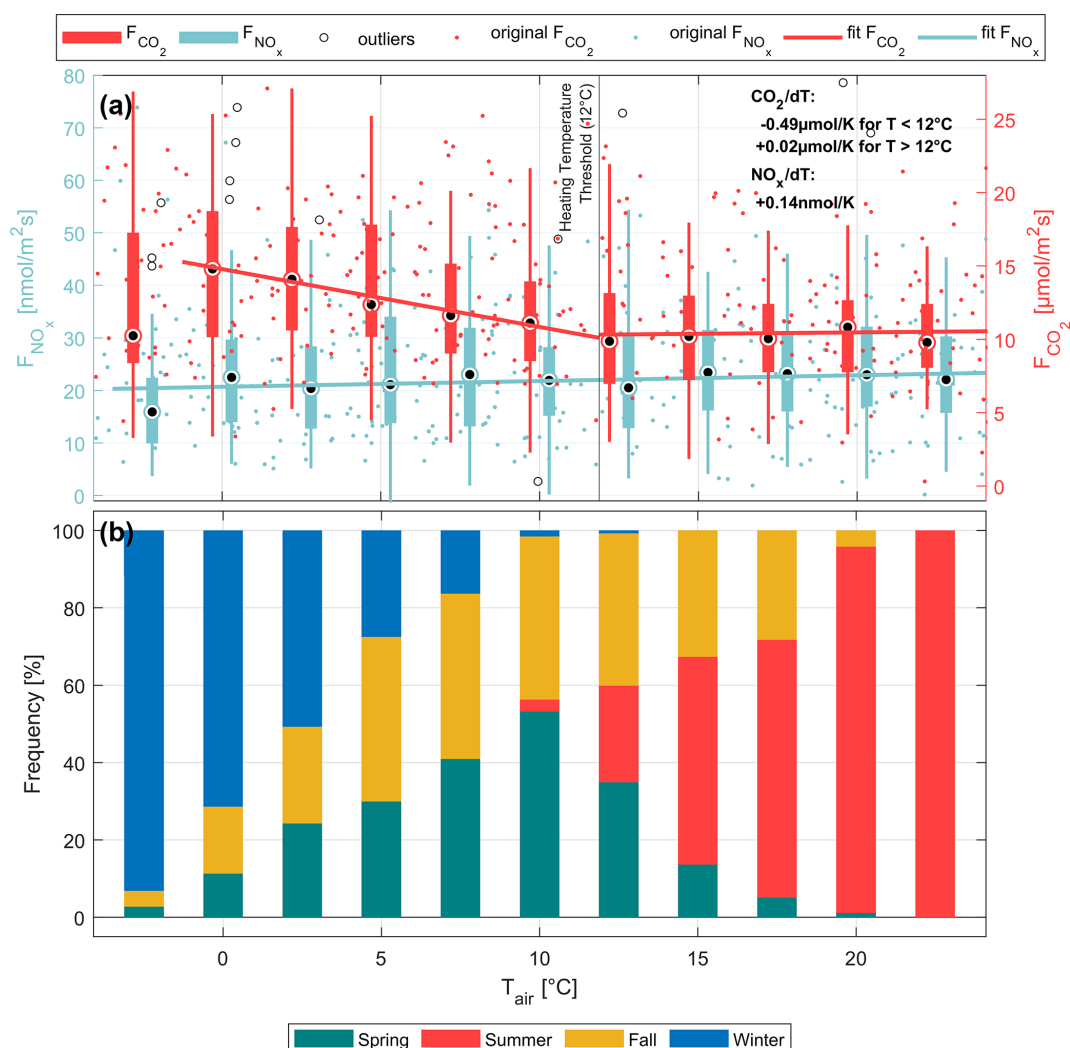 F_CO₂ F_NOₓ outliers original F_CO₂ original F_NOₓ fit F_CO₂ fit F_NOₓ
(a)
F_NOₓ [nmol/m²s]
80
70
60
50
40
30
20
10
0
Heating Temperature
Threshold (12°C)
CO₂/dT:
-0.49µmol/K for T < 12°C
+0.02µmol/K for T > 12°C
NOₓ/dT:
+0.14nmol/K
25
20
15
10
5
0
F_CO₂ [µmol/m²s]
(b)
Frequency [%]
100
80
60
40
20
0
0 5 10 15 20
T_air [°C]
Spring Summer Fall Winter